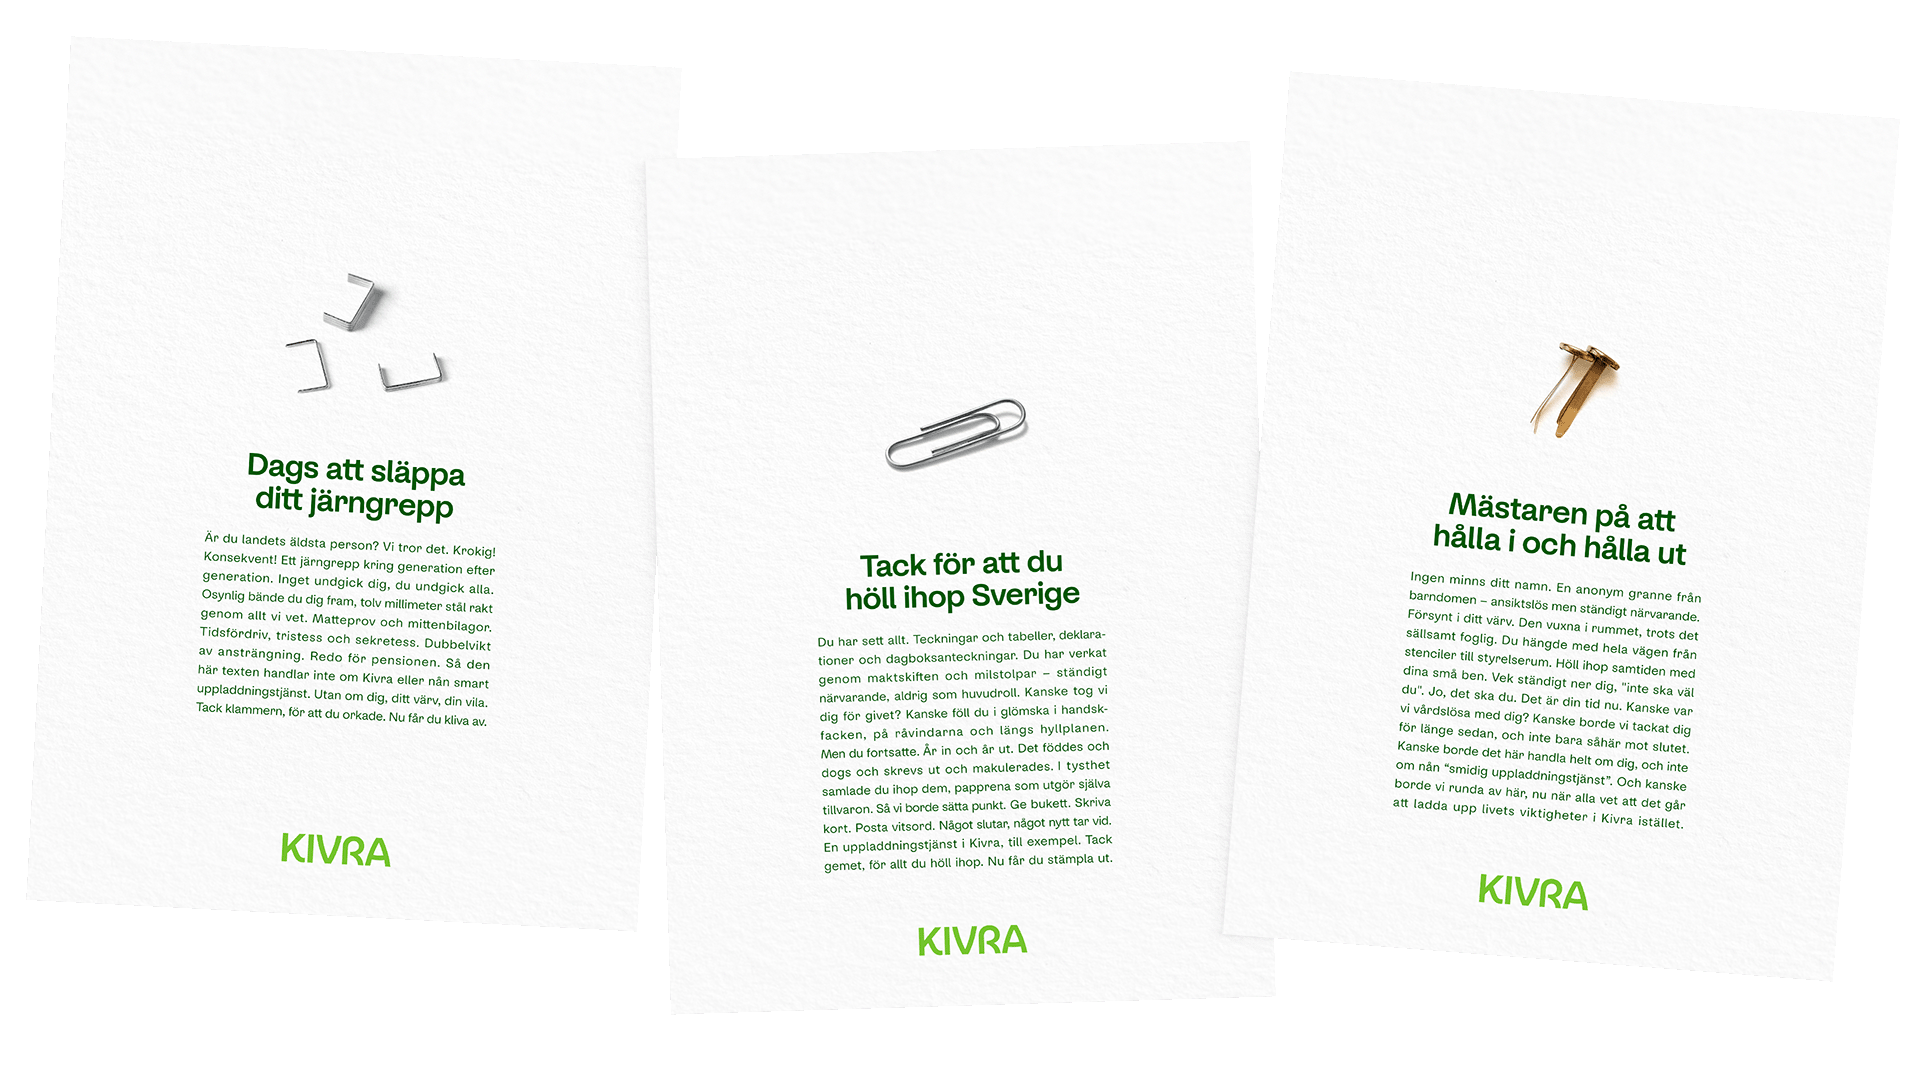 Dags att släppa
ditt järngrepp
Är du landets äldsta person? Vi tror det. Krokig!
Konsekvent! Ett järngrepp kring generation efter
generation. Inget undgick dig, du undgick alla.
Osynlig bände du dig fram, tolv millimeter stål rakt
genom allt vi vet. Matteprov och mittenbilagor.
Tidsfördriv, tristess och sekretess. Dubbelvikt
av ansträngning. Redo för pensionen. Så den
här texten handlar inte om Kivra eller nån smart
uppladdningstjänst. Utan om dig, ditt värv, din vila.
Tack klammern, för att du orkade. Nu får du kliva av.
KIVRA
Tack för att du
höll ihop Sverige
Du har sett allt. Teckningar och tabeller, deklara-
tioner och dagboksanteckningar. Du har verkat
genom maktskiften och milstolpar – ständigt
närvarande, aldrig som huvudroll. Kanske tog vi
dig för givet? Kanske föll du i glömska i handsk-
facken, på råvindarna och längs hyllplanen.
Men du fortsatte. År in och år ut. Det föddes och
dogs och skrevs ut och makulerades. I tysthet
samlade du ihop dem, papprena som utgör själva
tillvaron. Så vi borde sätta punkt. Ge bukett. Skriva
kort. Posta vitsord. Något slutar, något nytt tar vid.
En uppladdningstjänst i Kivra, till exempel. Tack
gemet, för allt du höll ihop. Nu får du stämpla ut.
KIVRA
Mästaren på att
hålla i och hålla ut
Ingen minns ditt namn. En anonym granne från
barndomen – ansiktslös men ständigt närvarande.
Försynt i ditt värv. Den vuxna i rummet, trots det
sällsamt foglig. Du hängde med hela vägen från
stenciler till styrelserum. Höll ihop samtiden med
dina små ben. Vek ständigt ner dig, "inte ska väl
du". Jo, det ska du. Det är din tid nu. Kanske var
vi vårdslösa med dig? Kanske borde vi tackat dig
för länge sedan, och inte bara såhär mot slutet.
Kanske borde det här handla helt om dig, och inte
om nån “smidig uppladdningstjänst”. Och kanske
borde vi runda av här, nu när alla vet att det går
att ladda upp livets viktigheter i Kivra istället.
KIVRA